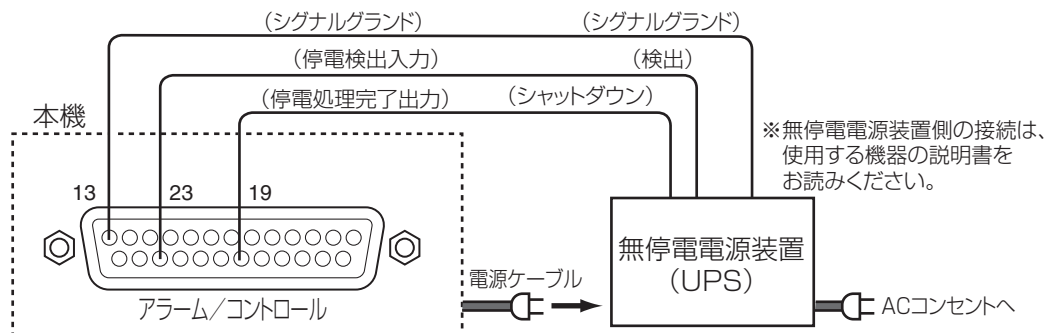 （シグナルグランド）
（シグナルグランド）
（停電検出入力）
（検出）
（停電処理完了出力）
（シャットダウン）
本機
※無停電電源装置側の接続は、
使用する機器の説明書を
お読みください。
13
23
19
無停電電源装置
（UPS）
電源ケーブル
ACコンセントへ
アラーム／コントロール